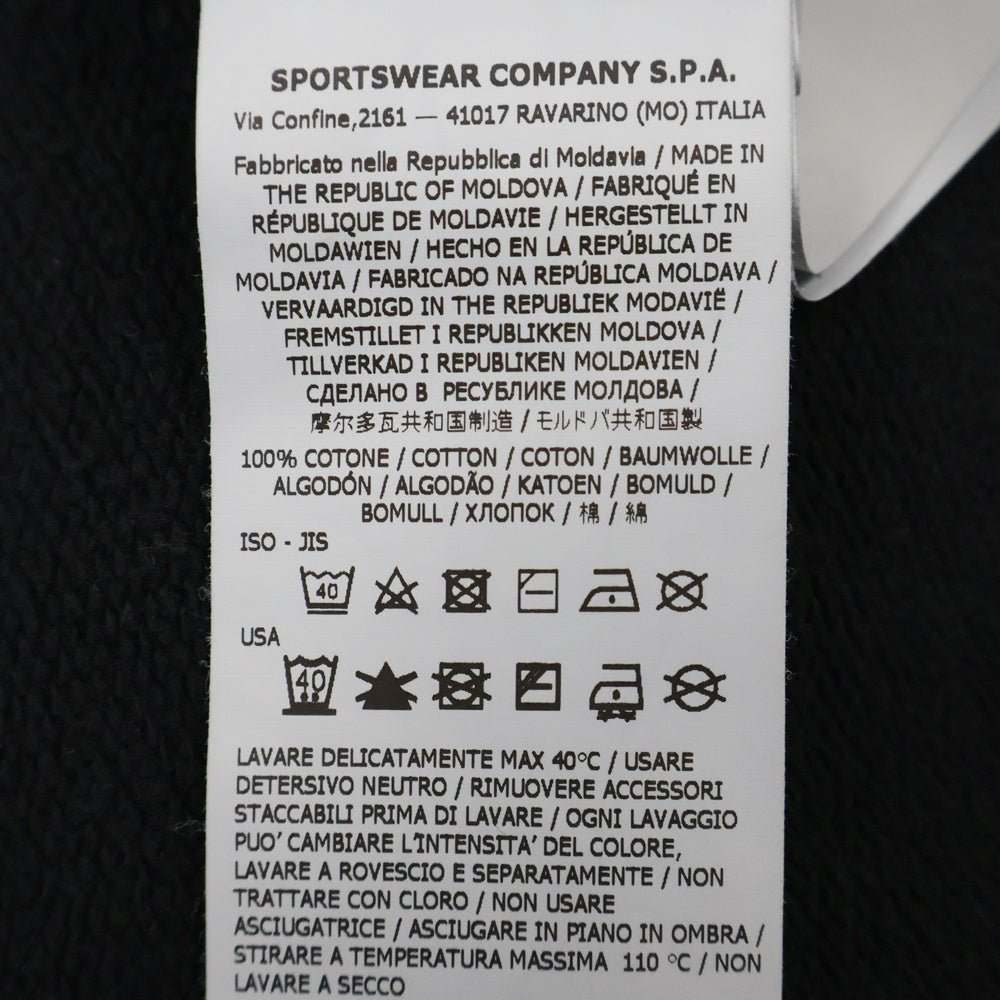 SPORTSWEAR COMPANY S.P.A.
Via Confine,2161 — 41017 RAVARINO (MO) ITALIA
Fabbricato nella Repubblica di Moldavia / MADE IN
THE REPUBLIC OF MOLDOVA / FABRIQUÉ EN
RÉPUBLIQUE DE MOLDAVIE / HERGESTELLT IN
MOLDAWIEN / HECHO EN LA REPÚBLICA DE
MOLDAVIA / FABRICADO NA REPÚBLICA MOLDAVA /
VERVAARDIGD IN THE REPUBLIEK MODAVIË /
FREMSTILLET I REPUBLIKKEN MOLDOVA /
TILLVERKAD I REPUBLIKEN MOLDAVIEN /
СДЕЛАНО В РЕСУБЛИКЕ МОЛДОВА /
摩尔多瓦共和国制造 / モルドバ共和国製
100% COTONE / COTTON / COTON / BAUMWOLLE /
ALGODÓN / ALGODÃO / KATOEN / BOMULD /
BOMULL / ХЛОПОК / 棉 / 綿
ISO - JIS
40
USA
40
LAVARE DELICATAMENTE MAX 40°C / USARE
DETERSIVO NEUTRO / RIMUOVERE ACCESSORI
STACCABILI PRIMA DI LAVARE / OGNI LAVAGGIO
PUO' CAMBIARE L'INTENSITA' DEL COLORE,
LAVARE A ROVESCIO E SEPARATAMENTE / NON
TRATTARE CON CLORO / NON USARE
ASCIUGATRICE / ASCIUGARE IN PIANO IN OMBRA /
STIRARE A TEMPERATURA MASSIMA 110 °C / NON
LAVARE A SECCO